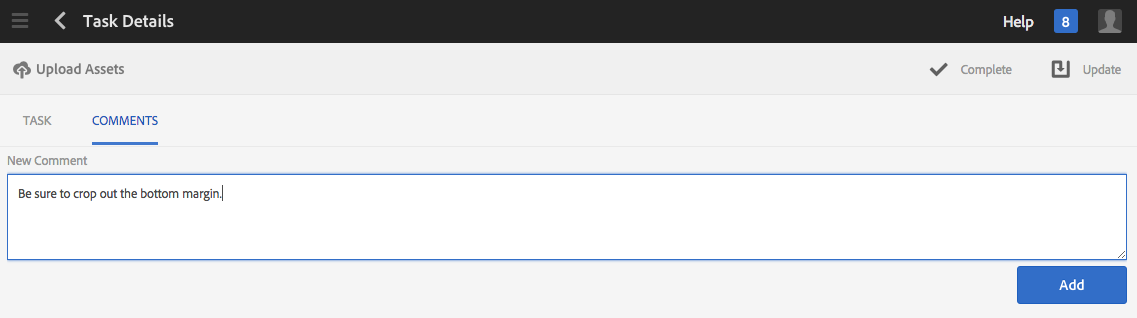 Task Details
Help 8
Upload Assets
Complete Update
TASK COMMENTS
New Comment
Be sure to crop out the bottom margin.
Add